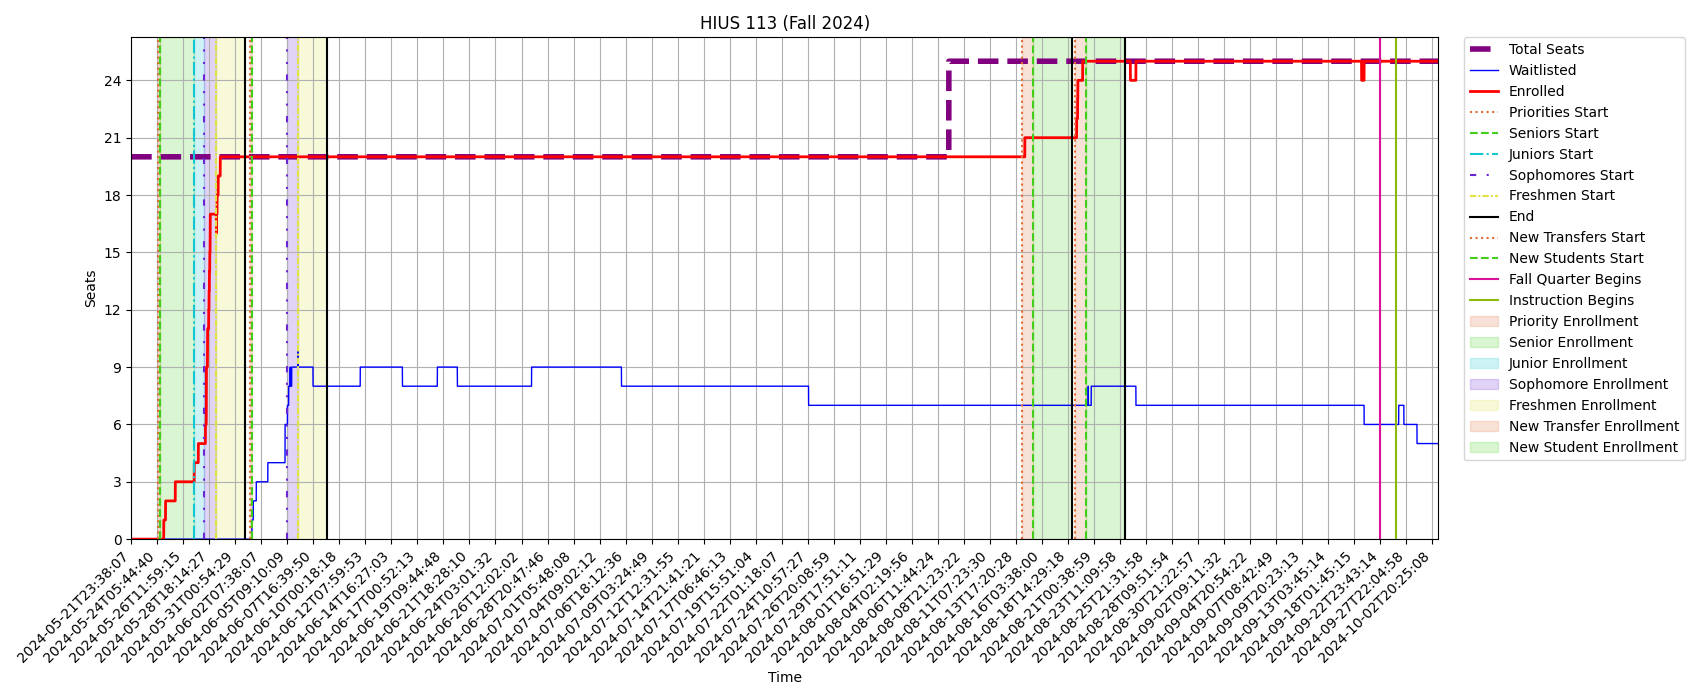 HIUS 113 (Fall 2024)
24
21
18
15
12
9
6
3
0
Seats
2024-05-21T23:38:07
2024-05-24T05:44:40
2024-05-26T11:59:15
2024-05-28T18:14:27
2024-05-31T00:54:29
2024-06-02T07:38:07
2024-06-05T09:10:09
2024-06-07T16:39:50
2024-06-10T00:18:18
2024-06-12T07:59:53
2024-06-14T16:27:03
2024-06-17T00:52:13
2024-06-19T09:44:48
2024-06-21T18:28:10
2024-06-24T03:01:32
2024-06-26T12:02:02
2024-06-28T20:47:46
2024-07-01T05:48:08
2024-07-04T09:02:12
2024-07-06T18:12:36
2024-07-09T03:24:49
2024-07-12T12:31:55
2024-07-14T21:41:21
2024-07-17T06:46:13
2024-07-19T15:51:04
2024-07-22T01:18:07
2024-07-24T10:57:27
2024-07-26T20:08:59
2024-07-29T17:51:11
2024-08-01T16:51:29
2024-08-04T02:19:56
2024-08-06T11:44:24
2024-08-08T21:23:22
2024-08-11T07:23:30
2024-08-13T17:20:28
2024-08-16T03:38:00
2024-08-18T14:29:18
2024-08-21T00:38:59
2024-08-23T11:09:58
2024-08-25T21:31:58
2024-08-28T09:51:54
2024-08-30T21:22:57
2024-09-02T09:11:32
2024-09-04T20:54:22
2024-09-07T08:42:49
2024-09-09T20:23:13
2024-09-13T03:45:14
2024-09-18T01:45:15
2024-09-22T23:43:14
2024-09-27T22:04:58
2024-10-02T20:25:08
Time
Total Seats
Waitlisted
Enrolled
Priorities Start
Seniors Start
Juniors Start
Sophomores Start
Freshmen Start
End
New Transfers Start
New Students Start
Fall Quarter Begins
Instruction Begins
Priority Enrollment
Senior Enrollment
Junior Enrollment
Sophomore Enrollment
Freshmen Enrollment
New Transfer Enrollment
New Student Enrollment